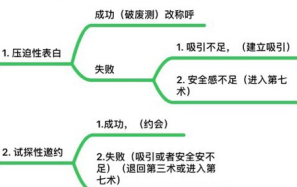 成功（破废测）改称呼
1. 压迫性表白
失败
1. 吸引不足，（建立吸引）
2. 安全感不足（进入第七
术）
2. 试探性邀约
1.成功，（约会）
2.失败（吸引或者安全安不
足）（退回第三术或进入第
七术）